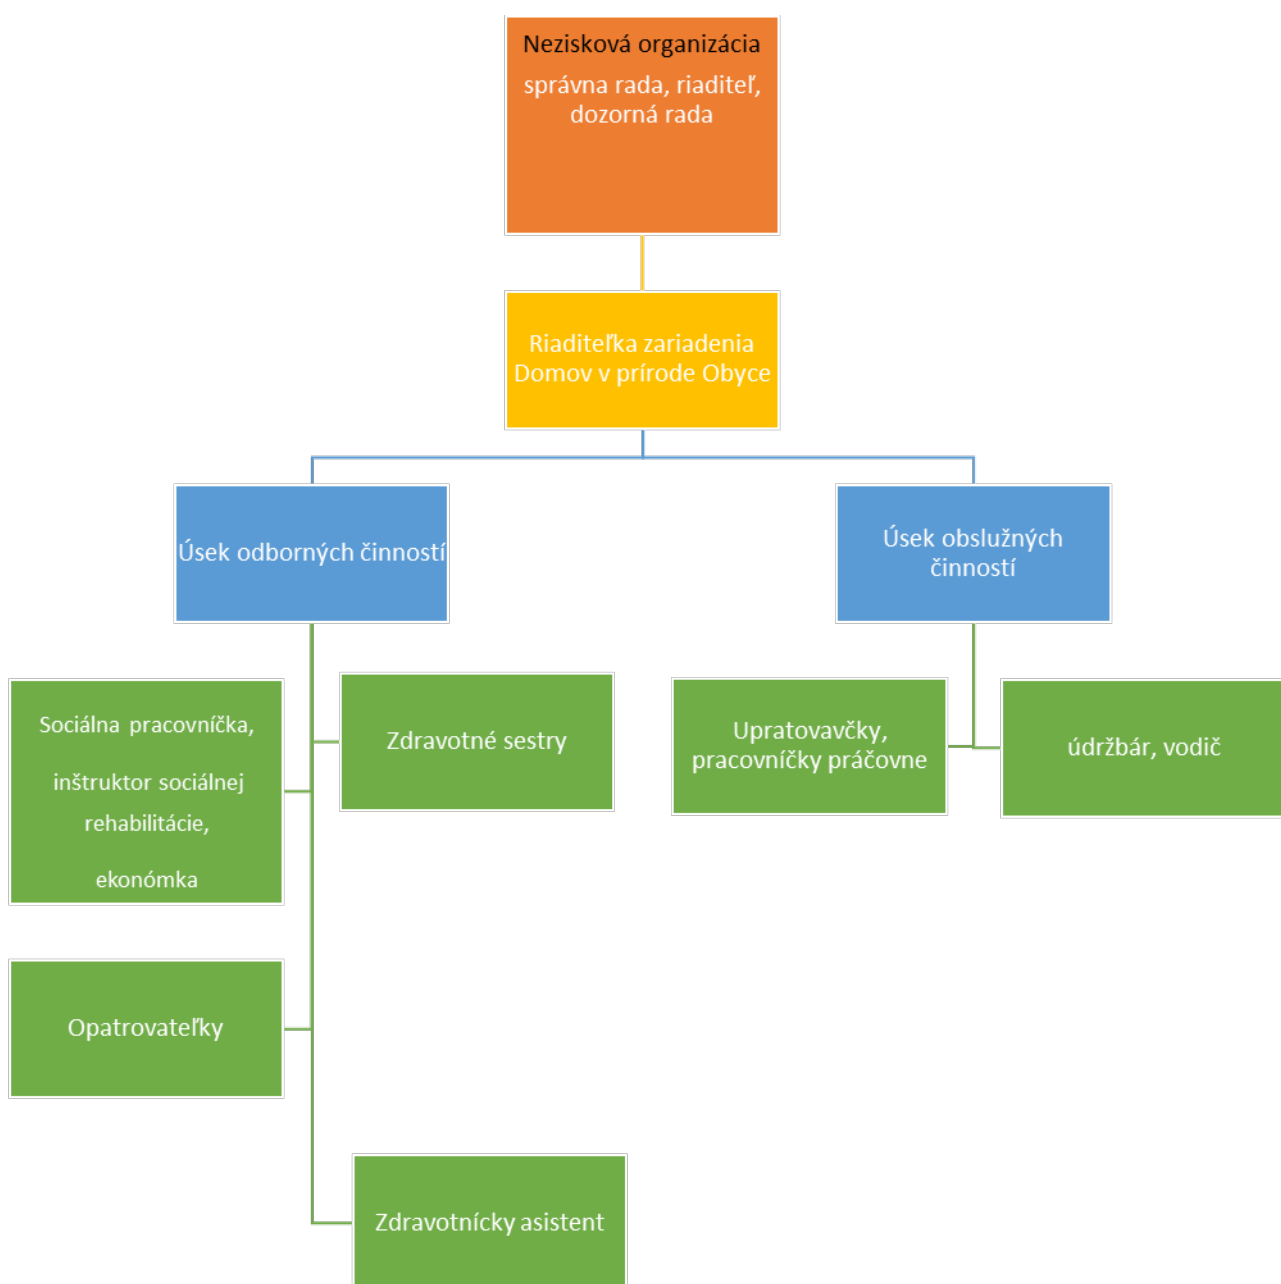 Nezisková organizácia
správna rada, riaditeľ,
dozorná rada
Riaditeľka zariadenia
Domov v prírode Obyce
Úsek odborných činností
Úsek obslužných
činností
Sociálna pracovníčka,
inštruktor sociálnej
rehabilitácie,
ekonómka
Zdravotné sestry
Upratovavčky,
pracovníčky práčovne
údržbár, vodič
Opatrovateľky
Zdravotnícky asistent